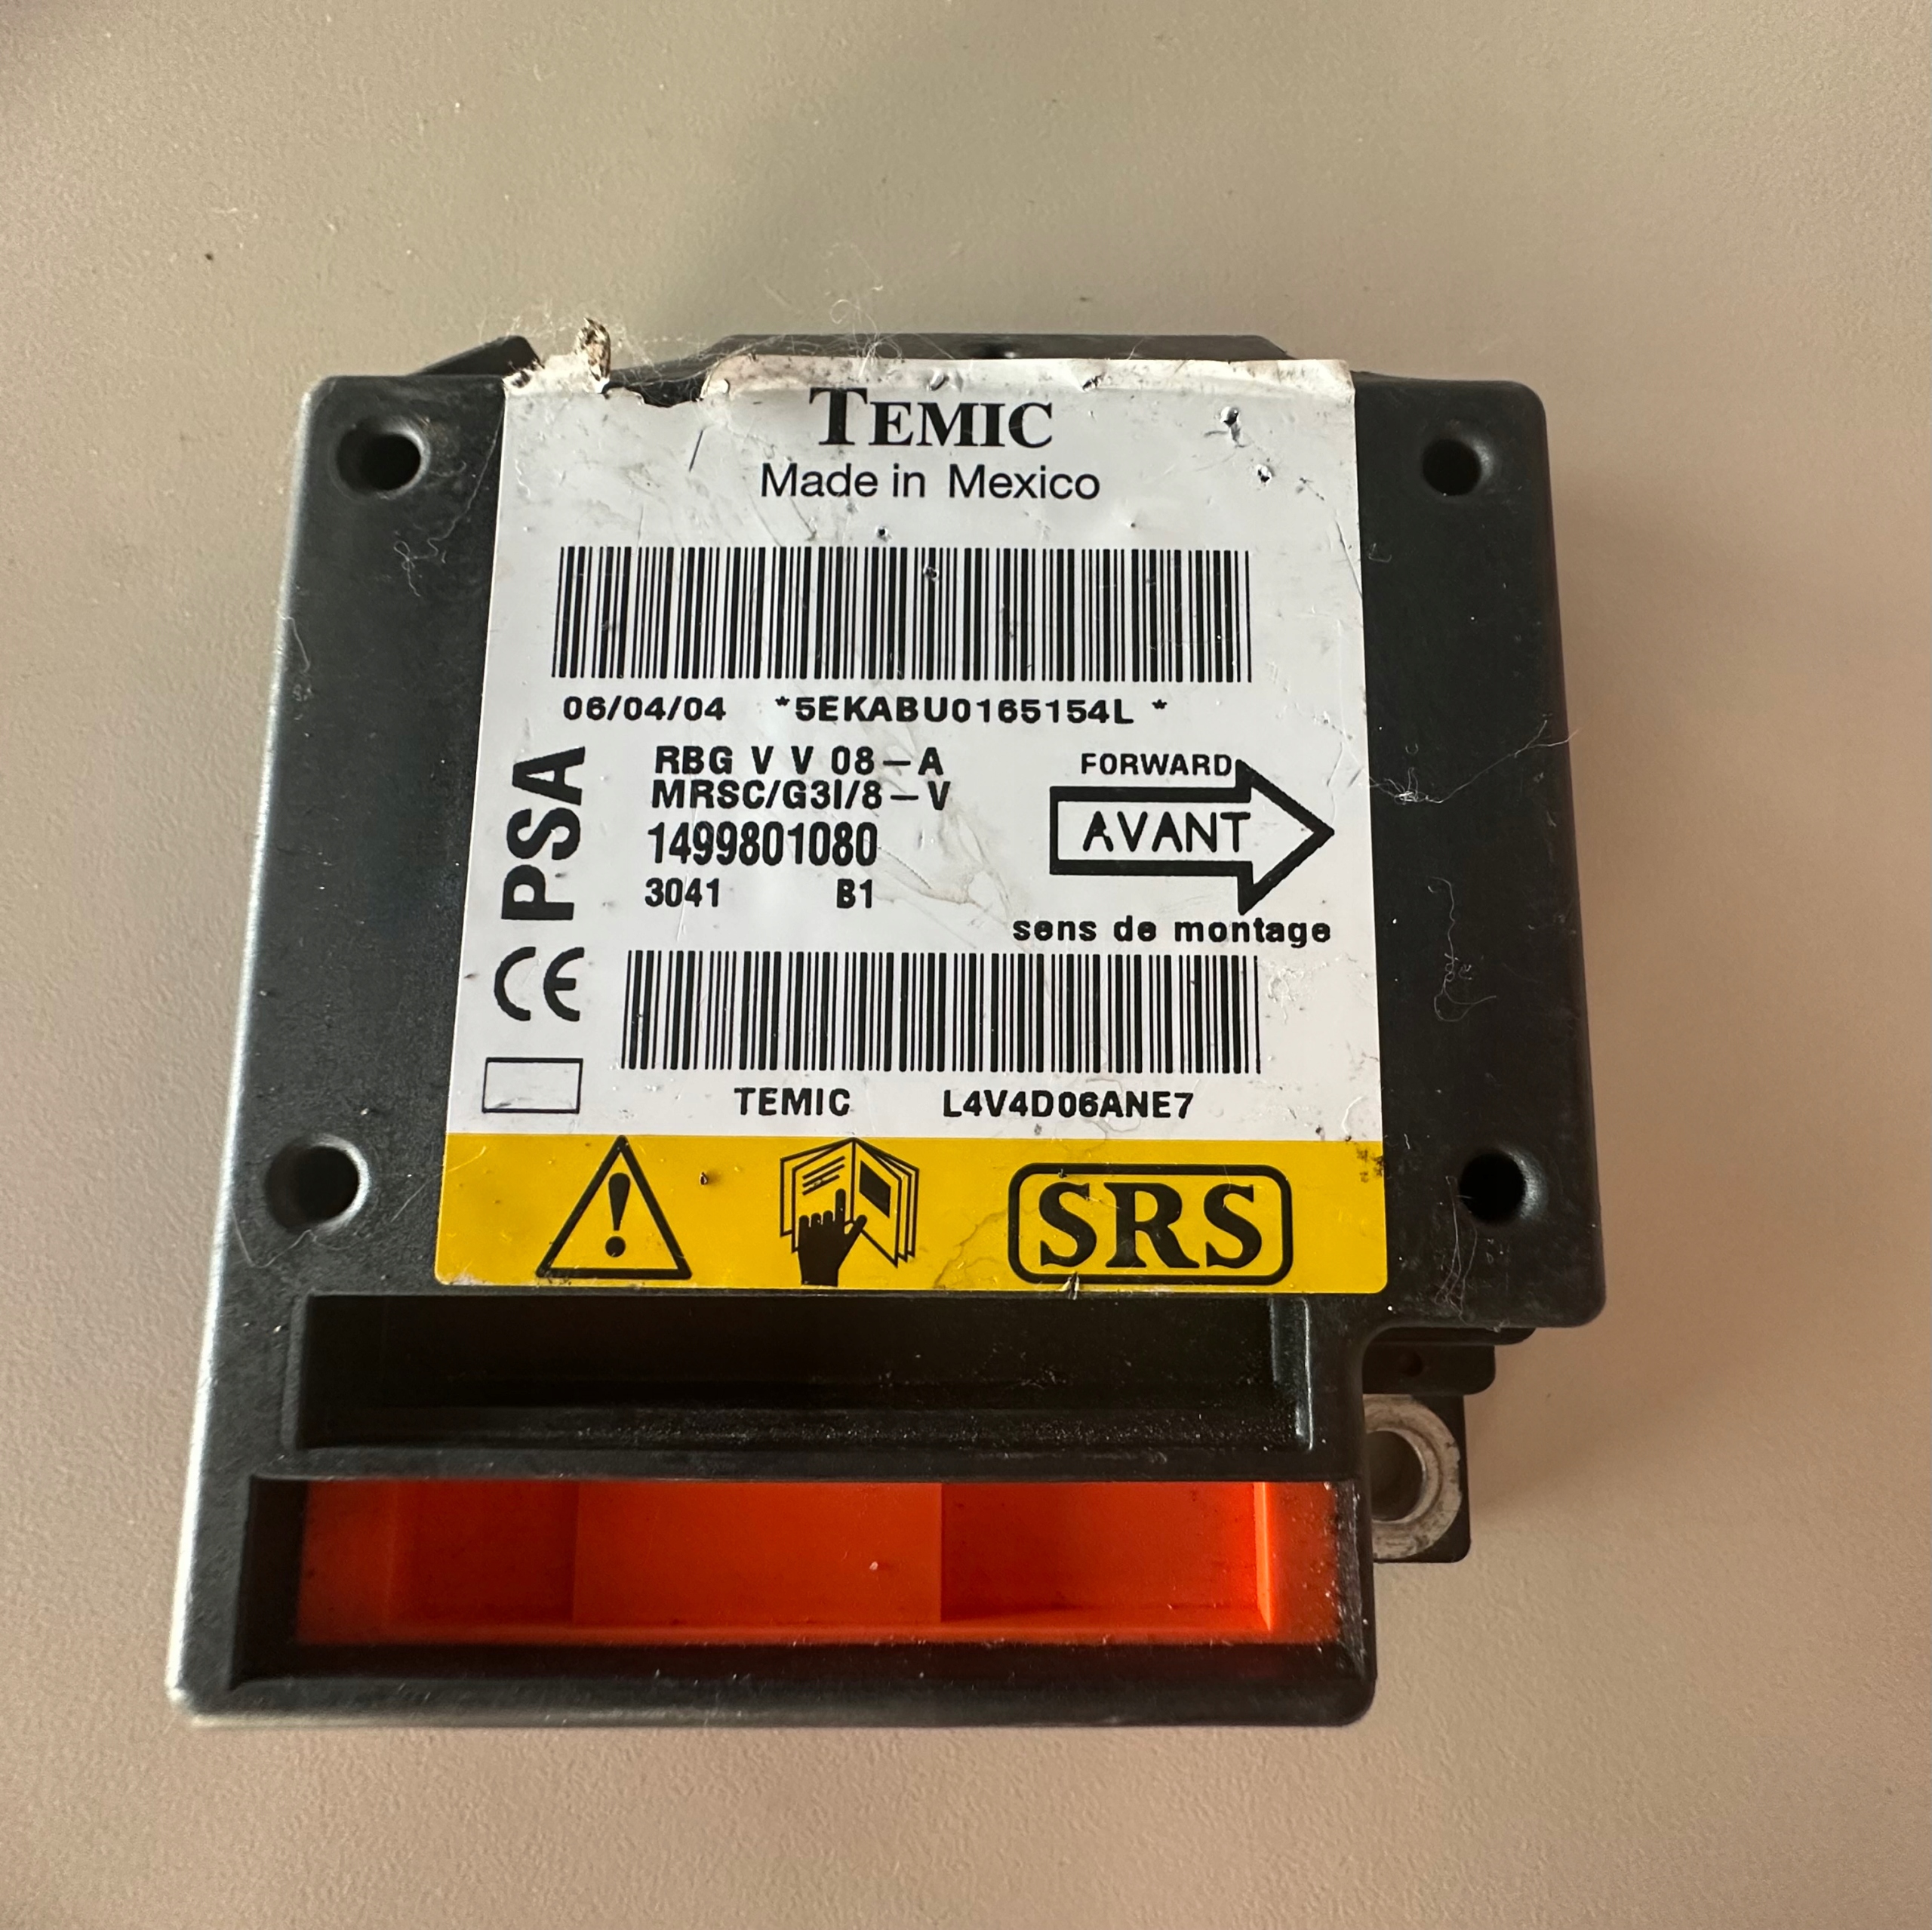 TEMIC
Made in Mexico
06/04/04 *5EKABU0165154L *
PSA
RBG V V 08-A
MRSC/G3I/8-V
1499801080
3041 B1
FORWARD
AVANT
sens de montage
CE
TEMIC L4V4D06ANE7
SRS